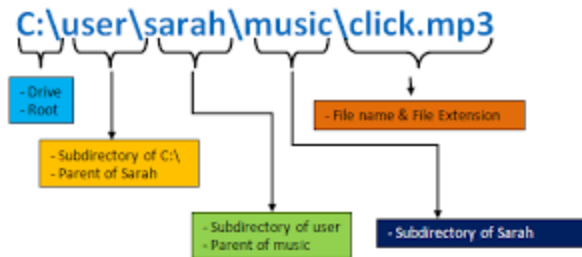 C:\user\sarah\music\click.mp3
- Drive
- Root
- File name & File Extension
- Subdirectory of C:\
- Parent of Sarah
- Subdirectory of user
- Parent of music
- Subdirectory of Sarah